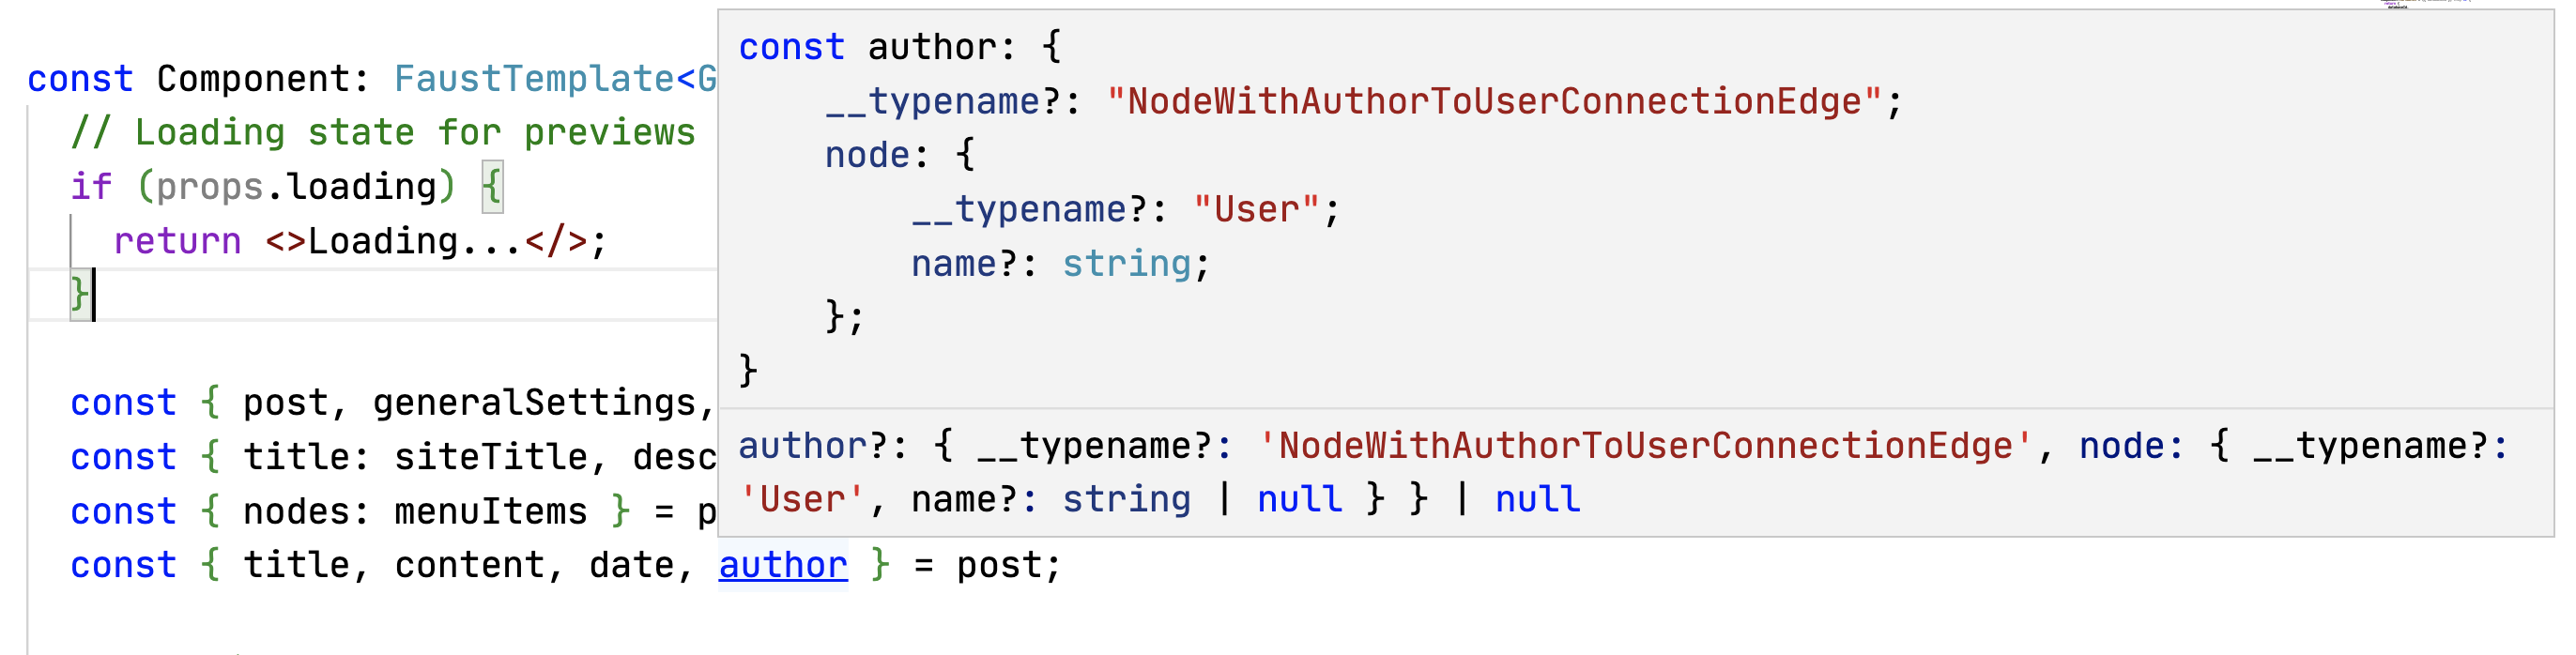 const Component: FaustTemplate<G
// Loading state for previews
if (props.loading) {
return <>Loading...</>;
}
const { post, generalSettings,
const { title: siteTitle, desc
const { nodes: menuItems } = p
const { title, content, date, author } = post;
const author: {
__typename?: "NodeWithAuthorToUserConnectionEdge";
node: {
__typename?: "User";
name?: string;
};
}
author?: { __typename?: 'NodeWithAuthorToUserConnectionEdge', node: { __typename?:
'User', name?: string | null } } | null